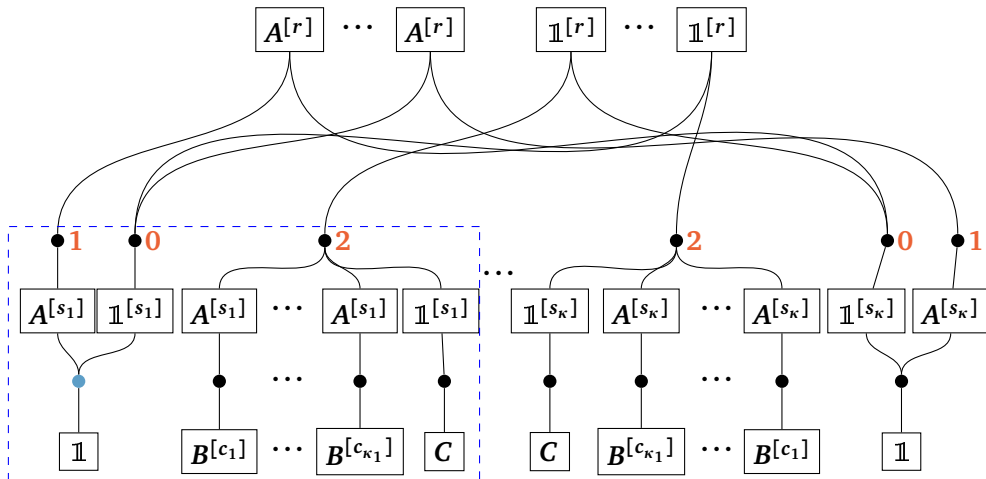 A^[r] ⋯ A^[r] 𝟙^[r] ⋯ 𝟙^[r]
1 0 2 2 0 1
⋯
A^[s_1] 𝟙^[s_1] A^[s_1] ⋯ A^[s_1] 𝟙^[s_1] 𝟙^[s_κ] A^[s_κ] ⋯ A^[s_κ] 𝟙^[s_κ] A^[s_κ]
⋯ ⋯
𝟙 B^[c_1] ⋯ B^[c_{κ_1}] C C B^[c_{κ_1}] ⋯ B^[c_1] 𝟙